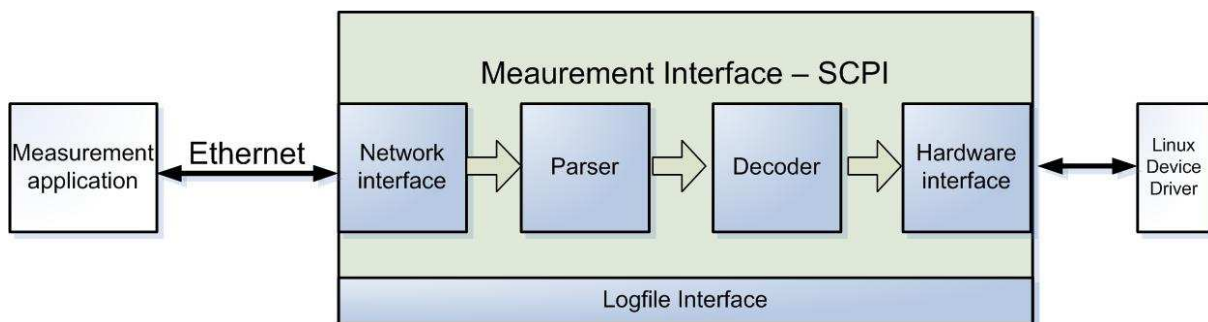 Meaurement Interface – SCPI
Measurement
application
Ethernet
Network
interface
Parser
Decoder
Hardware
interface
Linux
Device
Driver
Logfile Interface